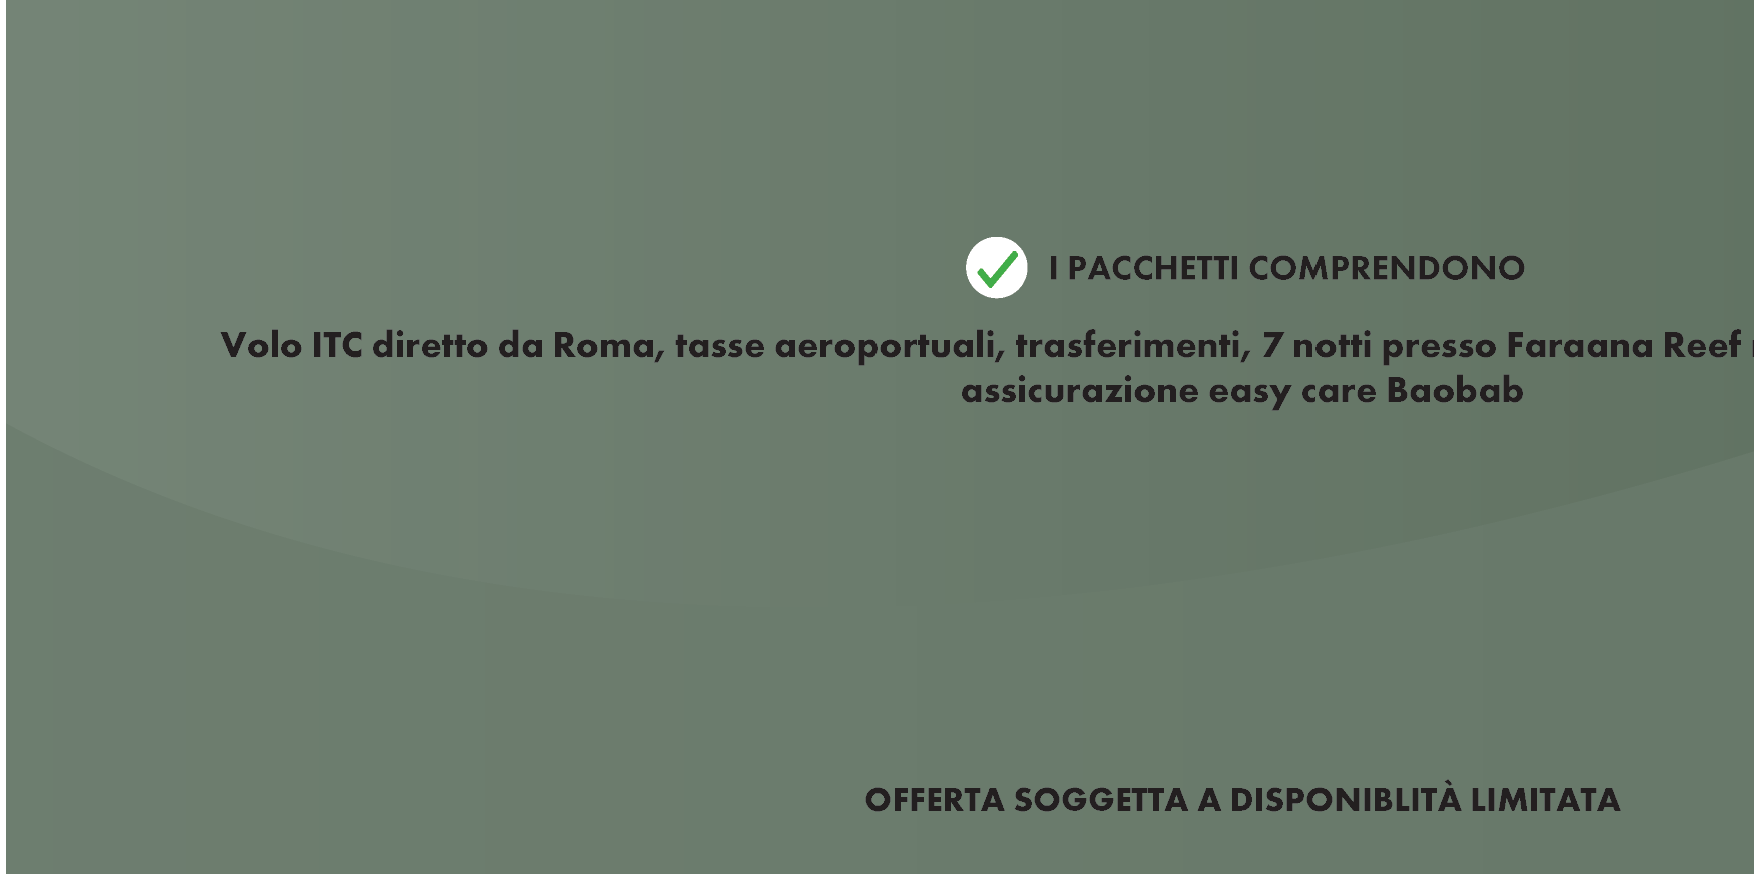 I PACCHETTI COMPRENDONO
Volo ITC diretto da Roma, tasse aeroportuali, trasferimenti, 7 notti presso Faraana Reef
assicurazione easy care Baobab
OFFERTA SOGGETTA A DISPONIBLITÀ LIMITATA